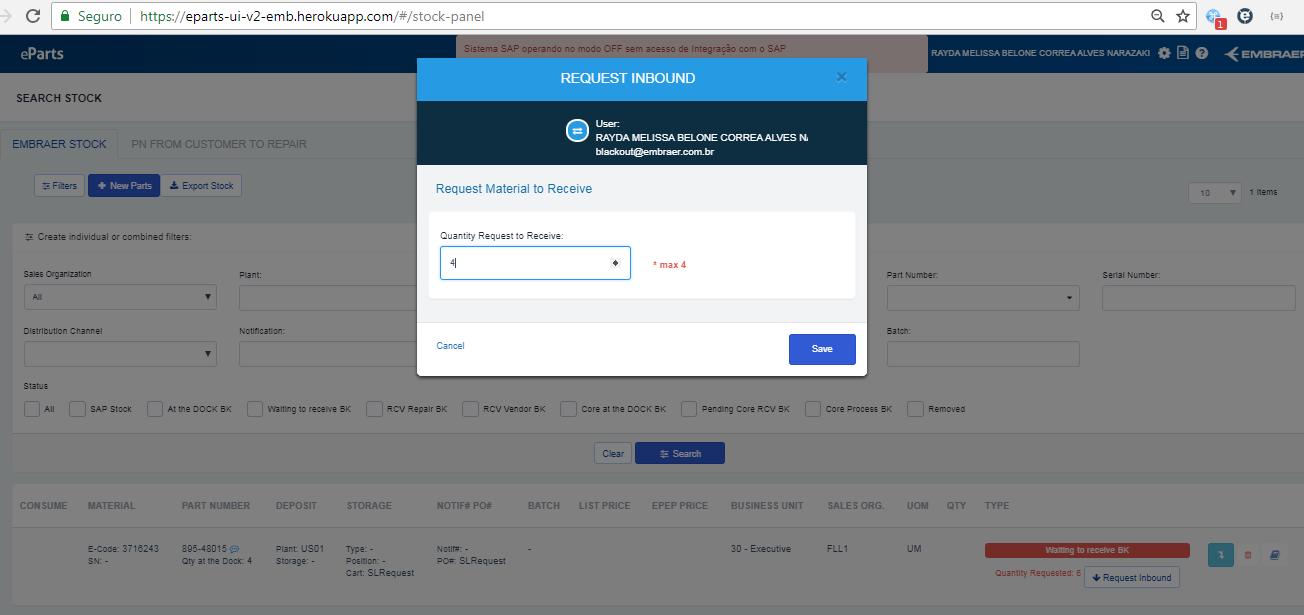 Seguro
https://eparts-ui-v2-emb.herokuapp.com/#/stock-panel
1
eParts
Sistema SAP operando no modo OFF sem acesso de Integração com o SAP
RAYDA MELISSA BELONE CORREA ALVES NARAZAKI
EMBRAER
SEARCH STOCK
REQUEST INBOUND
×
User:
RAYDA MELISSA BELONE CORREA ALVES NA
blackout@embraer.com.br
EMBRAER STOCK
PN FROM CUSTOMER TO REPAIR
Filters
New Parts
Export Stock
10
1 Items
Request Material to Receive
Quantity Request to Receive:
4
* max 4
Cancel
Save
Create individual or combined filters:
Sales Organization
Plant:
Part Number:
Serial Number:
All
Distribution Channel
Notification:
Batch:
Status
All
SAP Stock
At the DOCK BK
Waiting to receive BK
RCV Repair BK
RCV Vendor BK
Core at the DOCK BK
Pending Core RCV BK
Core Process BK
Removed
Clear
Search
CONSUME MATERIAL PART NUMBER DEPOSIT STORAGE NOTIF# PO# BATCH LIST PRICE EPEP PRICE BUSINESS UNIT SALES ORG. UOM QTY TYPE
E-Code: 3716243
SN: -
895-48015
Qty at the Dock: 4
Plant: US01
Storage: -
Type: -
Position: -
Cart: SLRequest
Notif#: -
PO#: SLRequest
-
30 - Executive
FLL1
UM
Waiting to receive BK
Quantity Requested: 6
Request Inbound